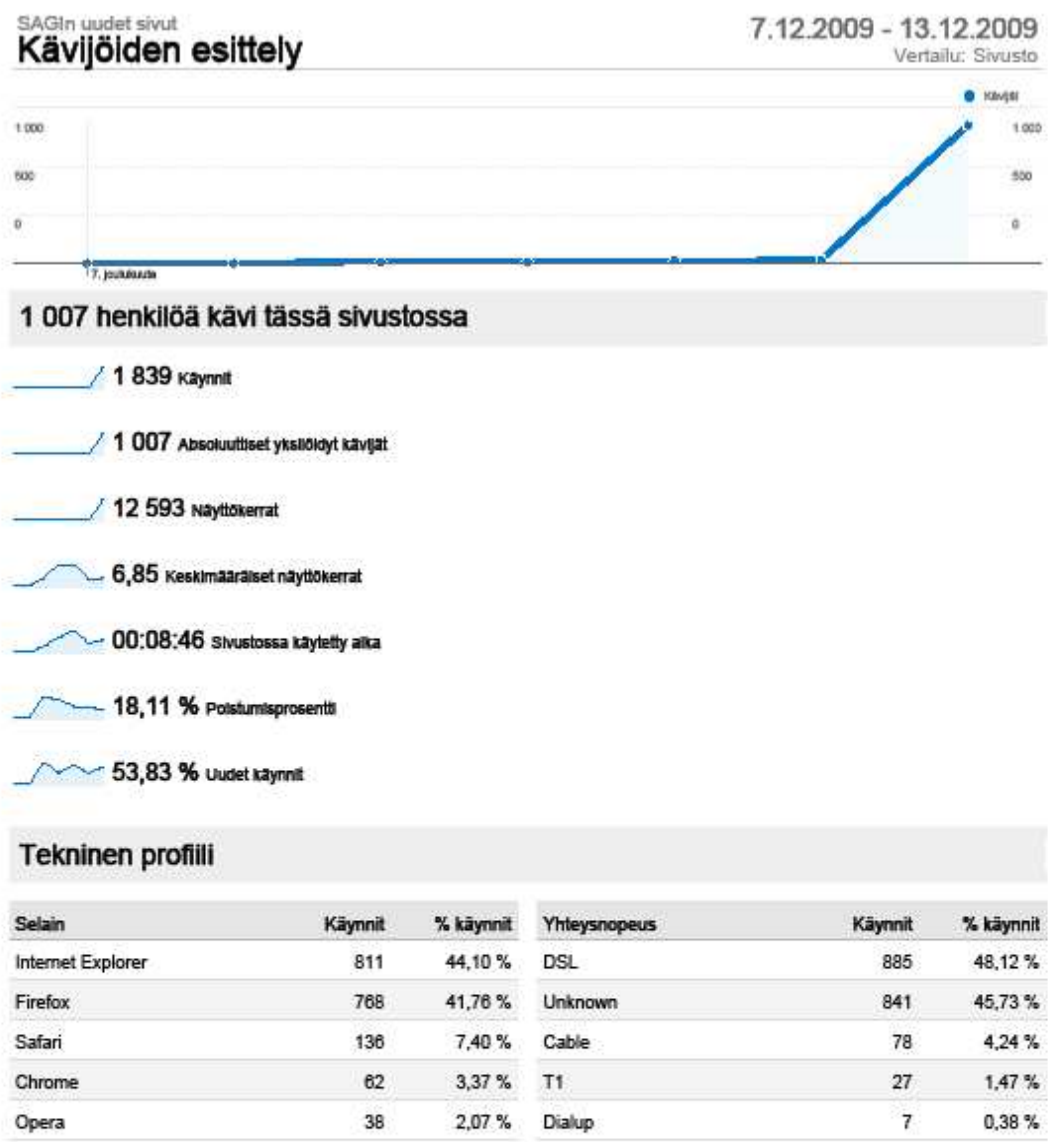 SAGIn uudet sivut
Kävijöiden esittely
7.12.2009 - 13.12.2009
Vertailu: Sivusto
Kävijät
1 000 1 000
500 500
0 0
7. joulukuuta
1 007 henkilöä kävi tässä sivustossa
1 839 Käynnit
1 007 Absoluuttiset yksilöidyt kävijät
12 593 Näyttökerrat
6,85 Keskimääräiset näyttökerrat
00:08:46 Sivustossa käytetty aika
18,11 % Poistumisprosentti
53,83 % Uudet käynnit
Tekninen profiili
Selain Käynnit % käynnit
Internet Explorer 811 44,10 %
Firefox 768 41,76 %
Safari 136 7,40 %
Chrome 62 3,37 %
Opera 38 2,07 %
Yhteysnopeus Käynnit % käynnit
DSL 885 48,12 %
Unknown 841 45,73 %
Cable 78 4,24 %
T1 27 1,47 %
Dialup 7 0,38 %